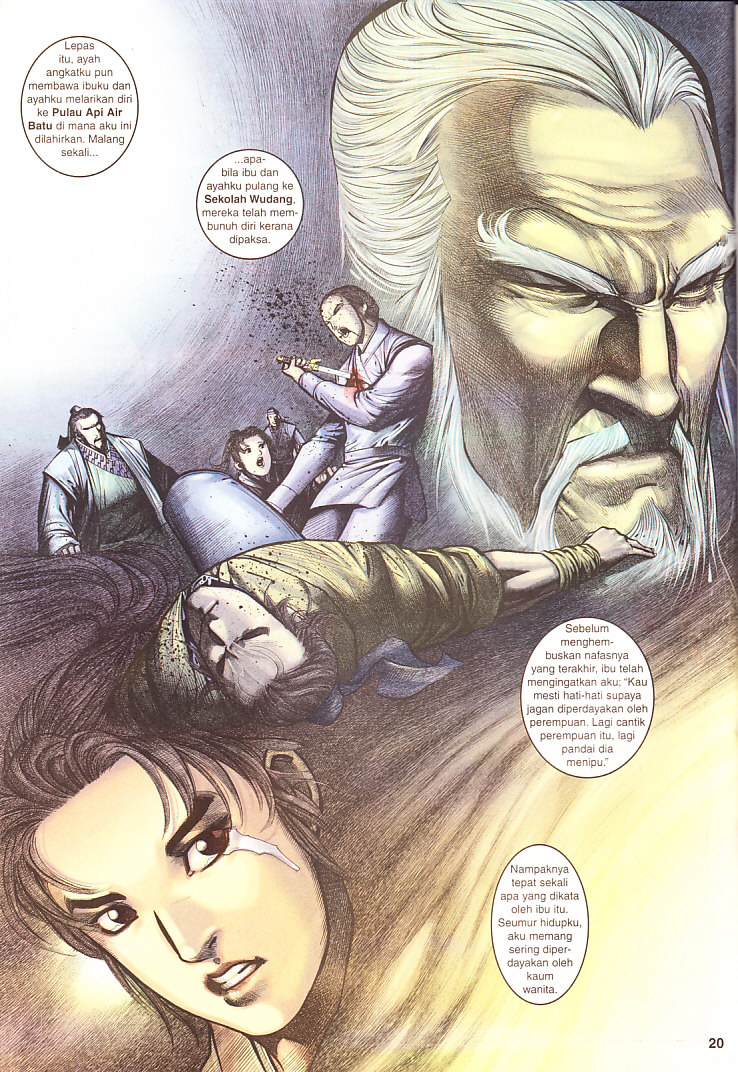 Lepas
itu, ayah
angkatku pun
membawa ibuku dan
ayahku melarikan diri
ke Pulau Api Air
Batu di mana aku ini
dilahirkan. Malang
sekali...
...apa-
bila ibu dan
ayahku pulang ke
Sekolah Wudang,
mereka telah mem-
bunuh diri kerana
dipaksa.
Sebelum
menghem-
buskan nafasnya
yang terakhir, ibu telah
mengingatkan aku; "Kau
mesti hati-hati supaya
jagan diperdayakan oleh
perempuan. Lagi cantik
perempuan itu, lagi
pandai dia
menipu."
Nampaknya
tepat sekali
apa yang dikata
oleh ibu itu.
Seumur hidupku,
aku memang
sering diper-
dayakan oleh
kaum
wanita.
20